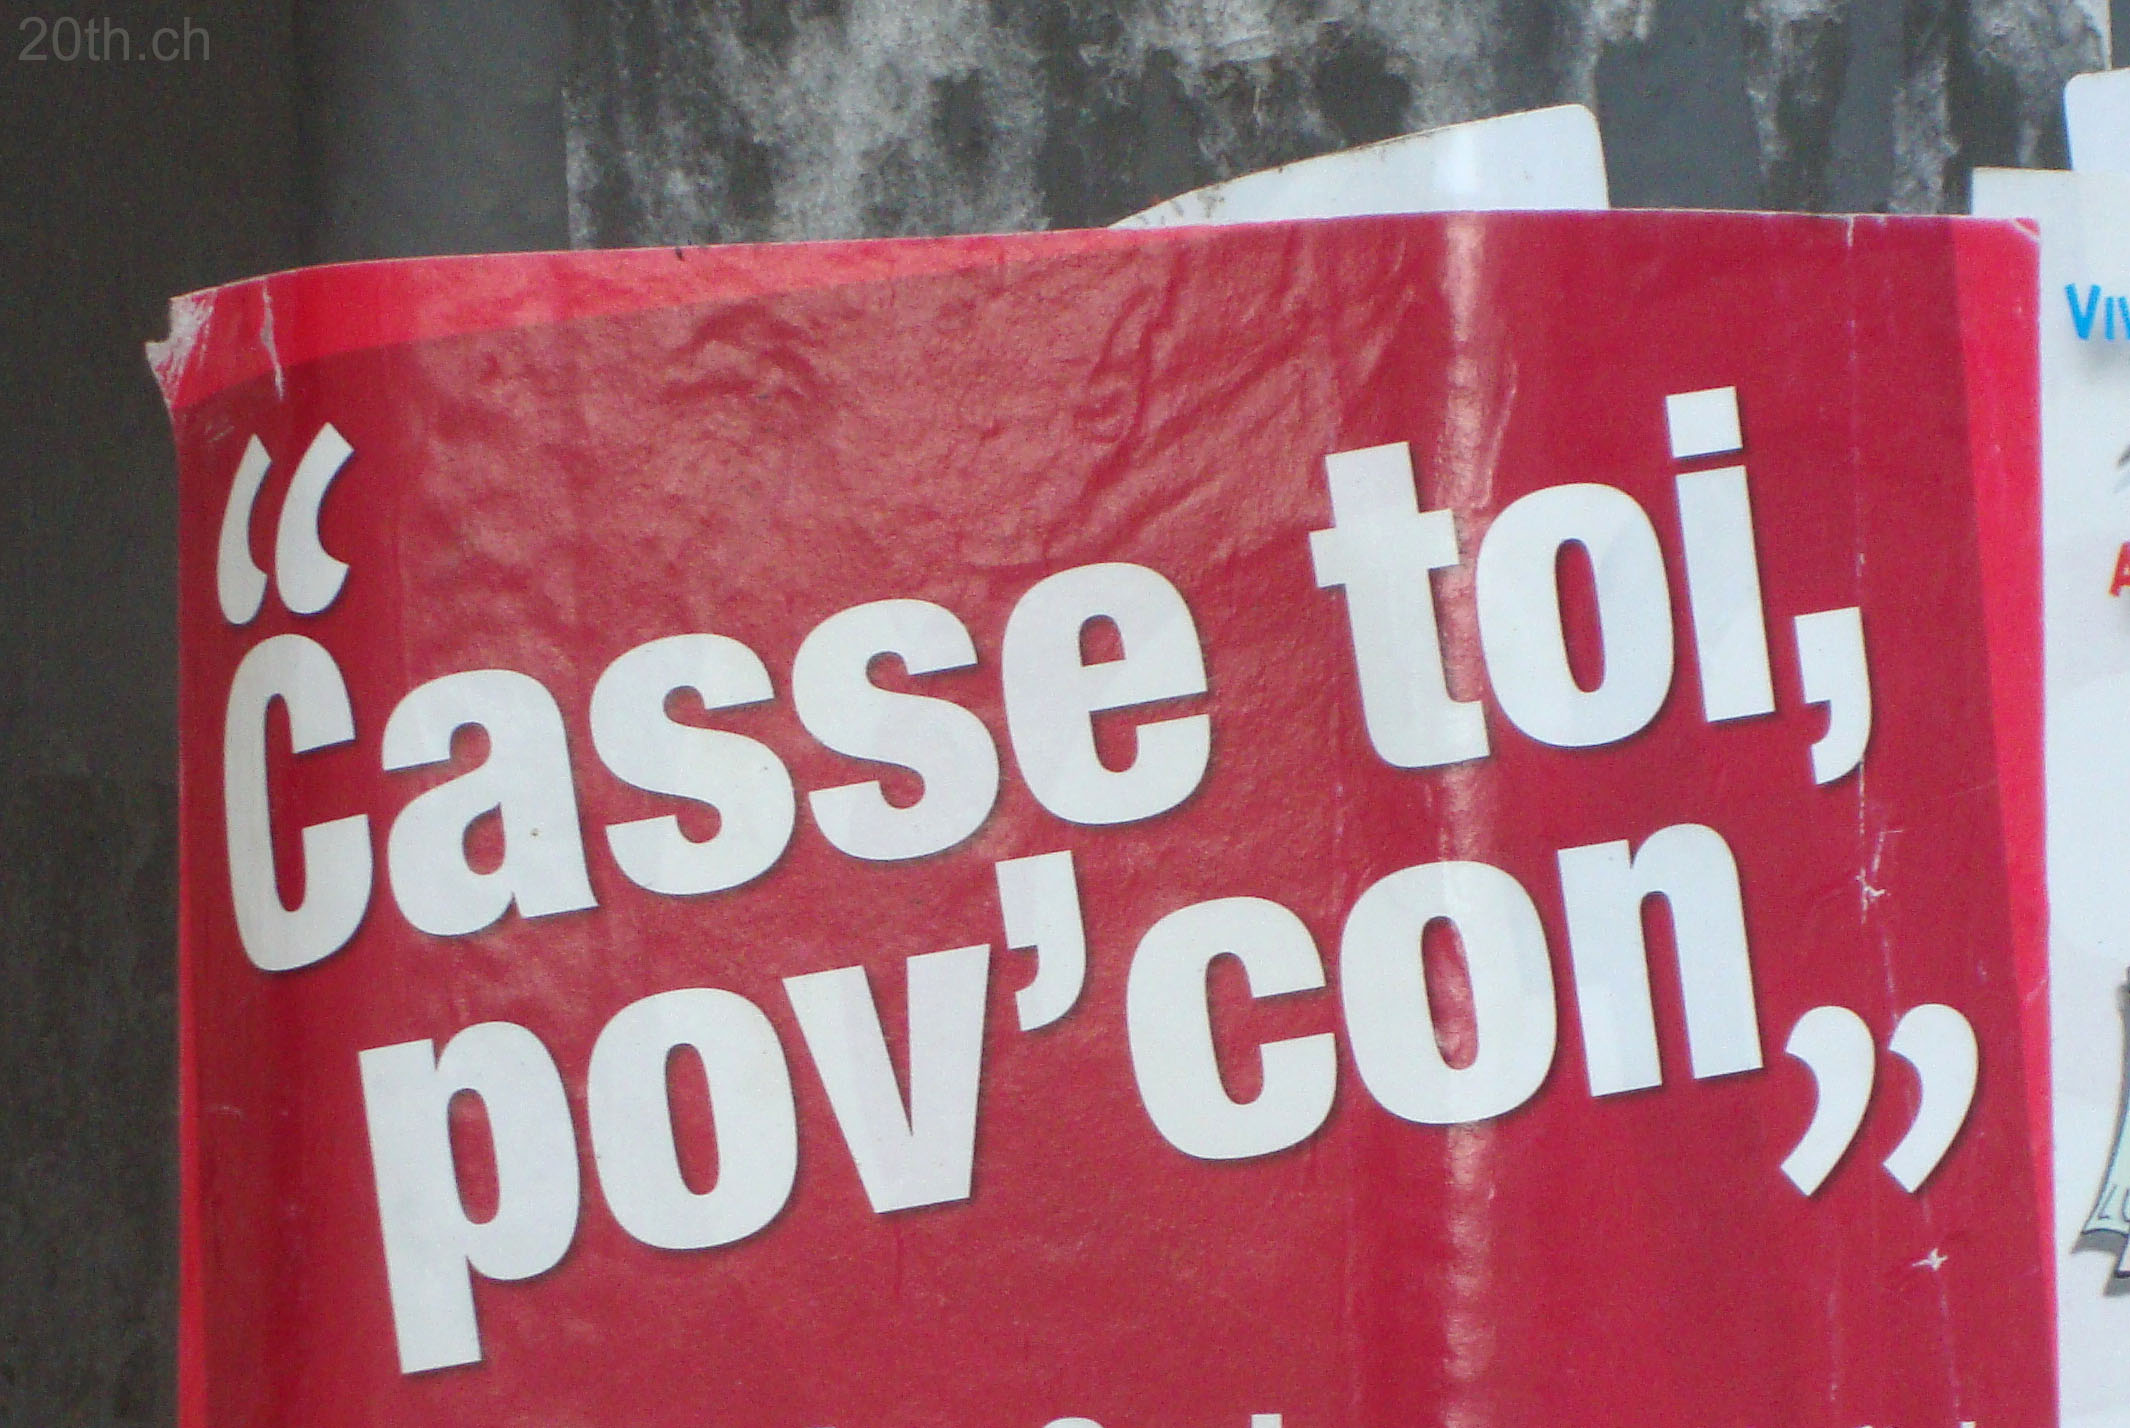 20th.ch
“Casse toi,
pov’con„